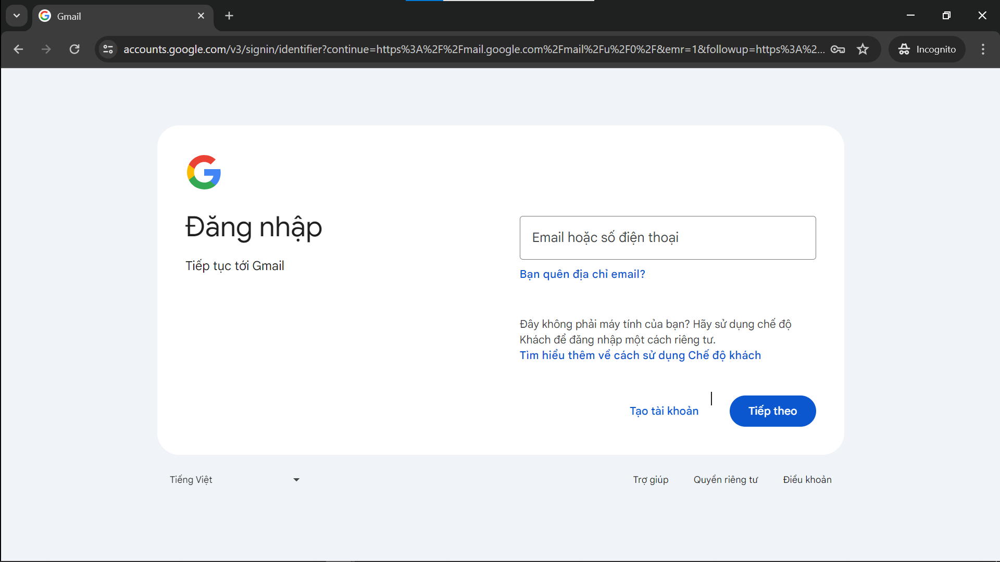 Gmail
accounts.google.com/v3/signin/identifier?continue=https%3A%2F%2Fmail.google.com%2Fmail%2Fu%2F0%2F&emr=1&followup=https%3A%2...
Incognito
Đăng nhập
Tiếp tục tới Gmail
Email hoặc số điện thoại
Bạn quên địa chỉ email?
Đây không phải máy tính của bạn? Hãy sử dụng chế độ
Khách để đăng nhập một cách riêng tư.
Tìm hiểu thêm về cách sử dụng Chế độ khách
Tạo tài khoản
Tiếp theo
Tiếng Việt
Trợ giúp
Quyền riêng tư
Điều khoản